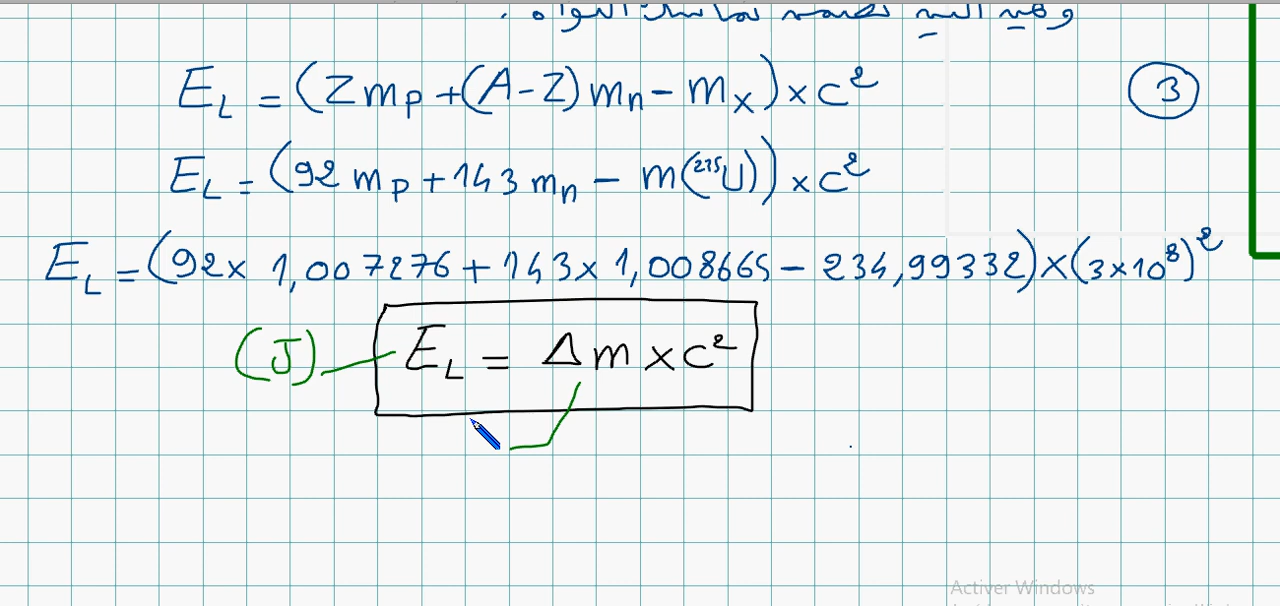 E_L = (Z m_p + (A - Z) m_n - m_X) × c²
3
E_L = (92 m_p + 143 m_n - m(²³⁵U)) × c²
E_L = (92 × 1,007276 + 143 × 1,008665 - 234,99332) × (3×10⁸)²
(J) E_L = Δm × c²
Activer Windows